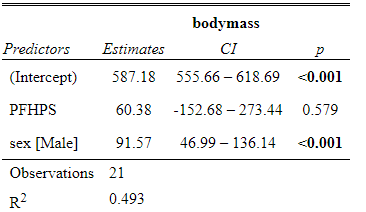 bodymass
Predictors Estimates CI p
(Intercept) 587.18 555.66 – 618.69 <0.001
PFHPS 60.38 -152.68 – 273.44 0.579
sex [Male] 91.57 46.99 – 136.14 <0.001
Observations 21
R² 0.493